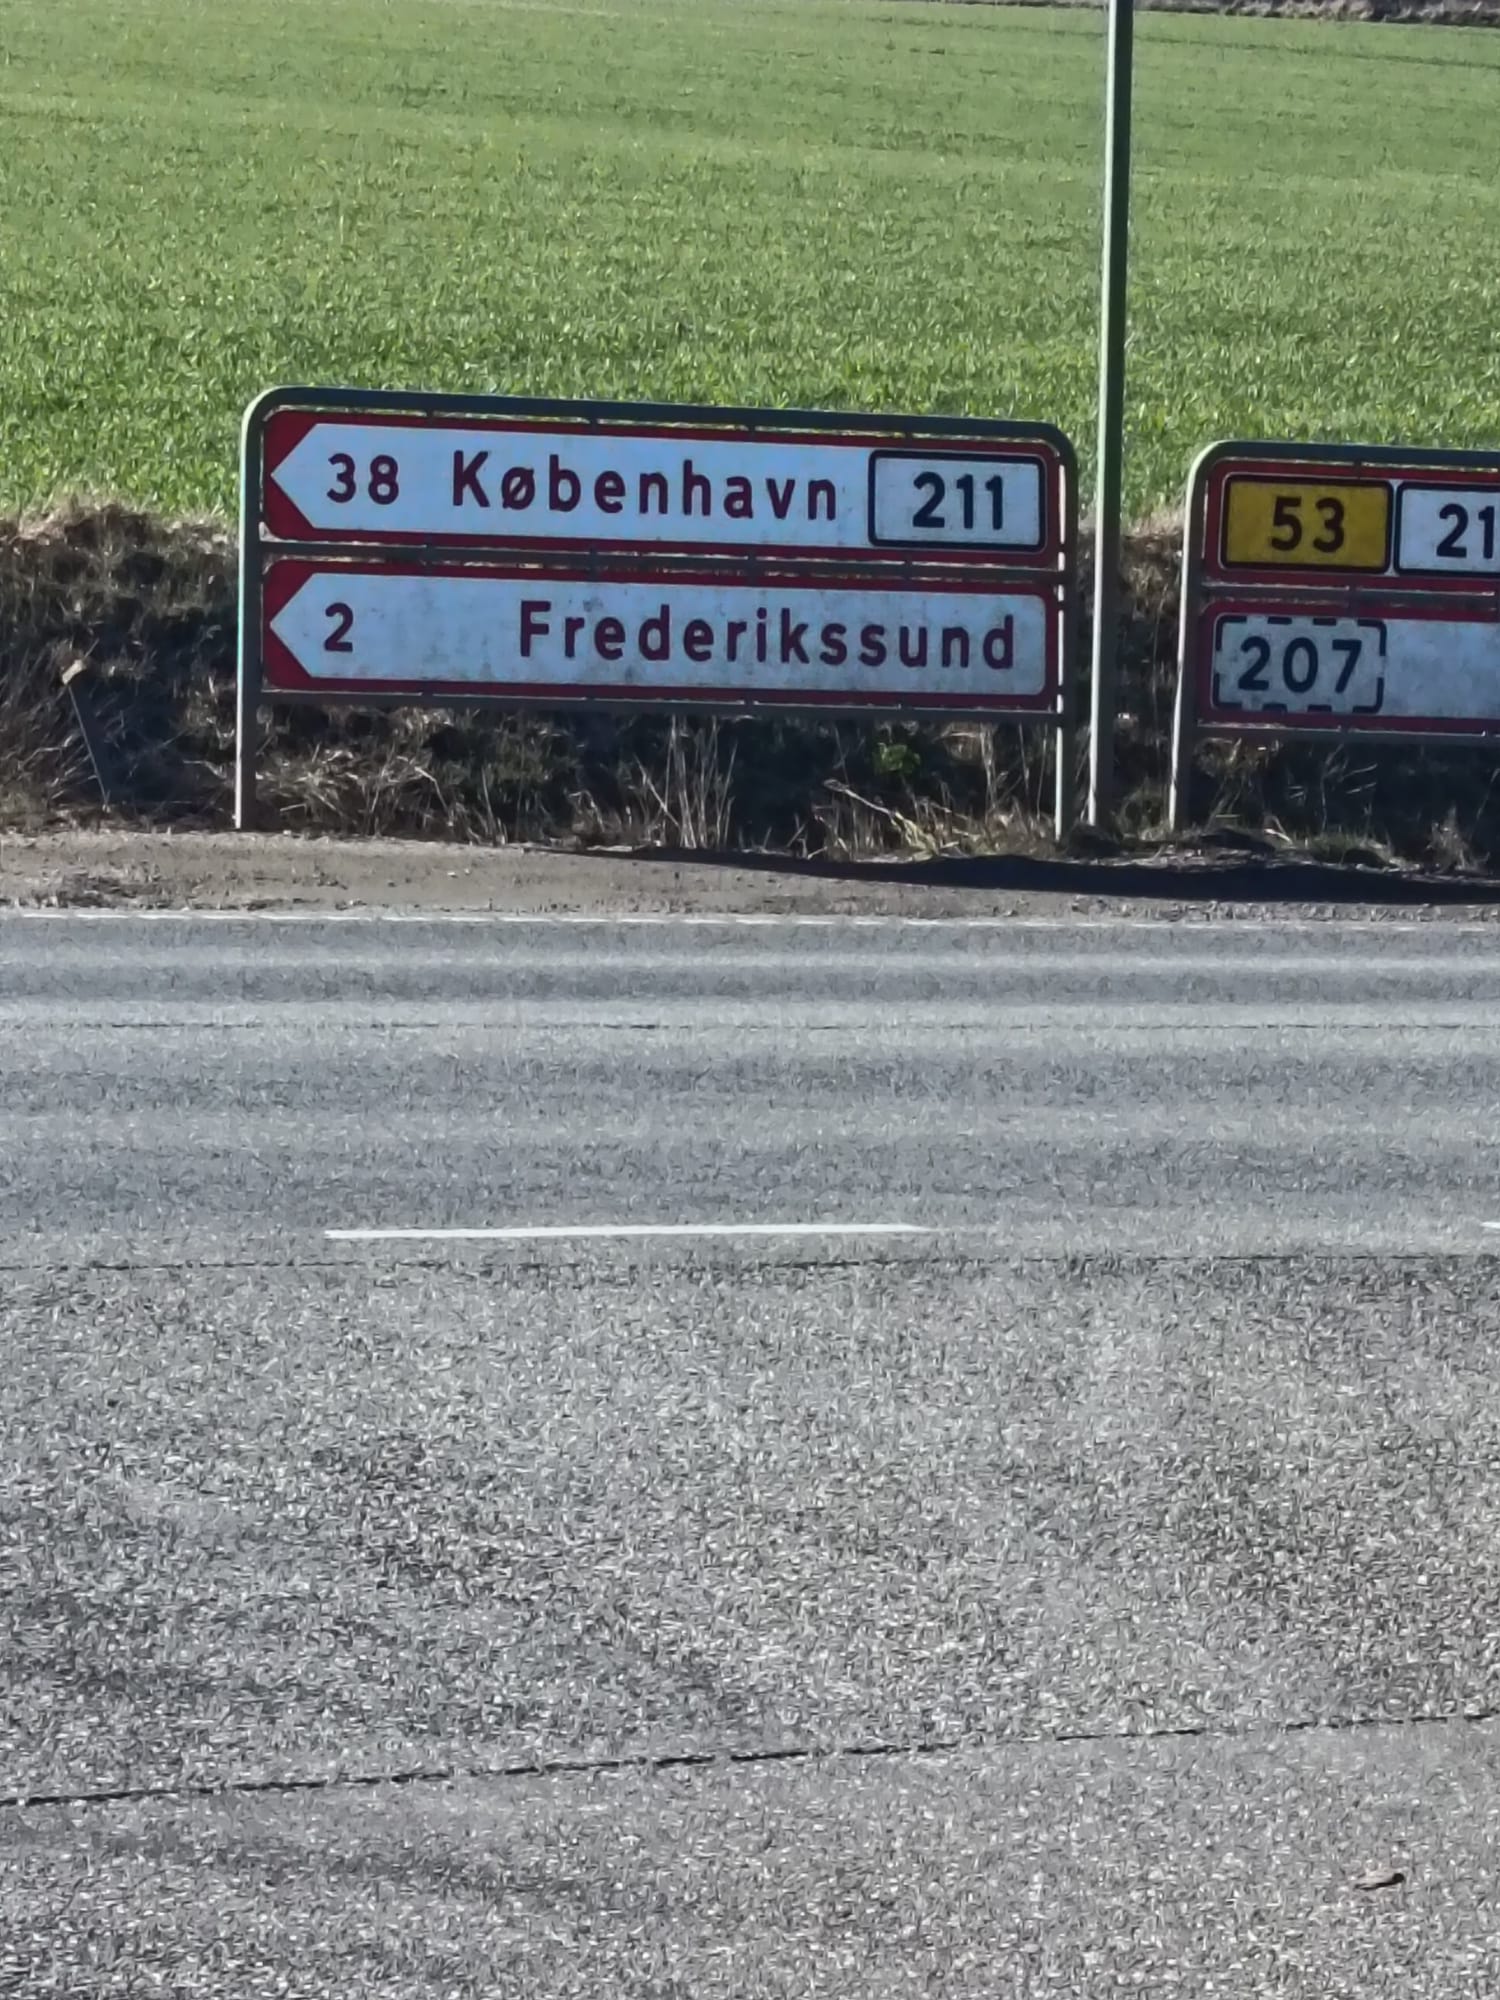 38 København 211
2 Frederikssund
53 21
207